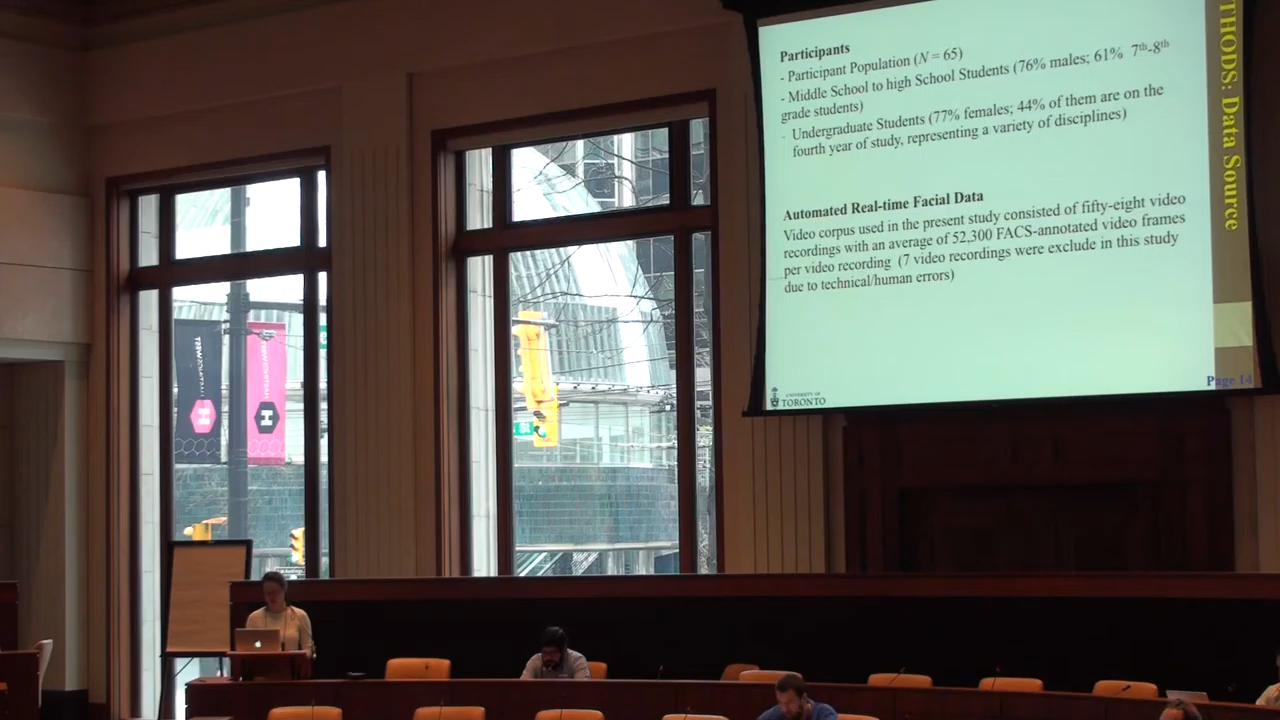 Participants
- Participant Population (N = 65)
- Middle School to high School Students (76% males; 61% 7th-8th
grade students)
- Undergraduate Students (77% females; 44% of them are on the
fourth year of study, representing a variety of disciplines)
Automated Real-time Facial Data
Video corpus used in the present study consisted of fifty-eight video
recordings with an average of 52,300 FACS-annotated video frames
per video recording (7 video recordings were exclude in this study
due to technical/human errors)
UNIVERSITY OF
TORONTO
THODS: Data Source
Page 14